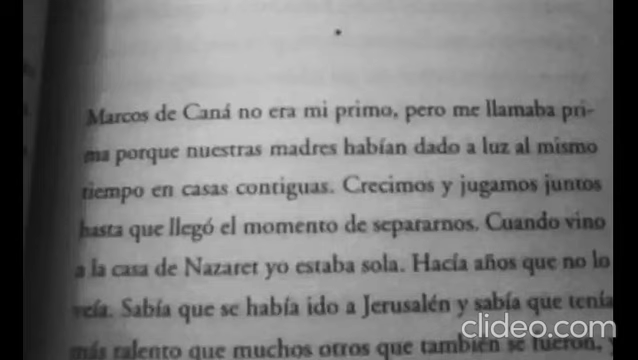 Marcos de Caná no era mi primo, pero me llamaba pri-
ma porque nuestras madres habían dado a luz al mismo
tiempo en casas contiguas. Crecimos y jugamos juntos
hasta que llegó el momento de separarnos. Cuando vino
a la casa de Nazaret yo estaba sola. Hacía años que no lo
veía. Sabía que se había ido a Jerusalén y sabía que tenía
más talento que muchos otros que también se fueron, y
clideo.com